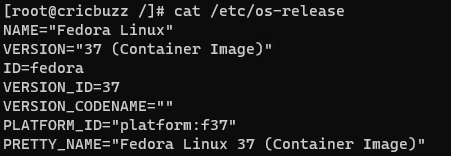 [root@cricbuzz /]# cat /etc/os-release
NAME="Fedora Linux"
VERSION="37 (Container Image)"
ID=fedora
VERSION_ID=37
VERSION_CODENAME=""
PLATFORM_ID="platform:f37"
PRETTY_NAME="Fedora Linux 37 (Container Image)"